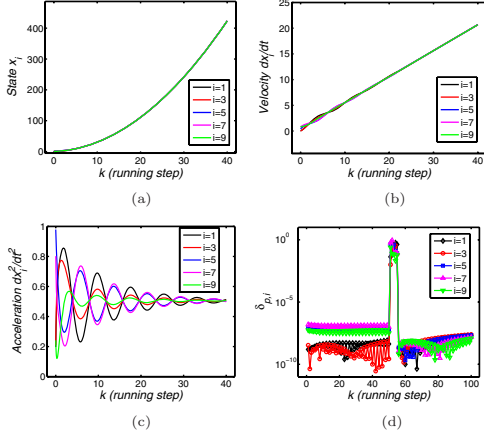 400
300
200
100
0
State x_i
i=1
i=3
i=5
i=7
i=9
0 10 20 30 40
k (running step)
(a)
25
20
15
10
5
0
Velocity dx_i/dt
i=1
i=3
i=5
i=7
i=9
0 10 20 30 40
k (running step)
(b)
1
0.8
0.6
0.4
0.2
0
Acceleration dx_i^2/dt^2
i=1
i=3
i=5
i=7
i=9
0 10 20 30 40
k (running step)
(c)
10^0
10^-5
10^-10
δ_{p,i}
i=1
i=3
i=5
i=7
i=9
0 20 40 60 80 100
k (running step)
(d)